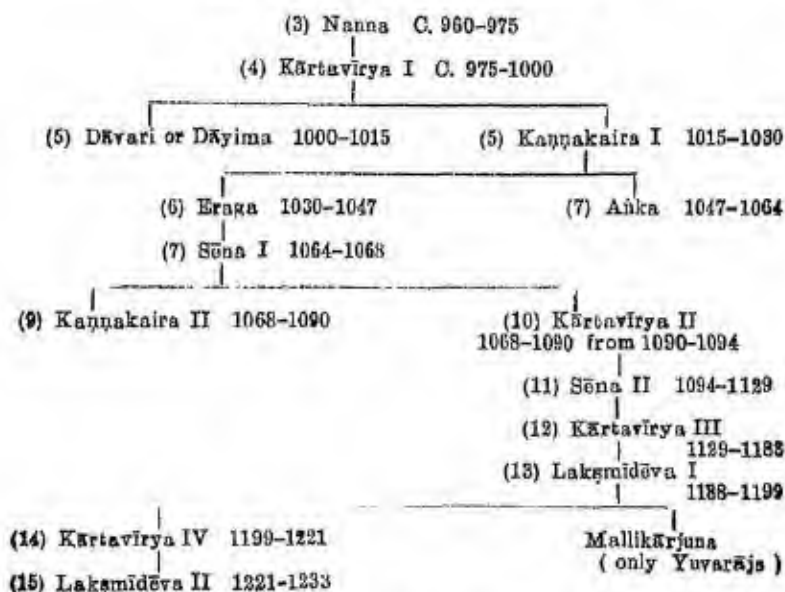 (3) Nanna C. 960-975
(4) Kārtavīrya I C. 975-1000
(5) Dāvari or Dāyima 1000-1015 (5) Kaṇṇakaira I 1015-1030
(6) Eraga 1030-1047 (7) Aṅka 1047-1064
(7) Sēna I 1064-1068
(9) Kaṇṇakaira II 1068-1090 (10) Kārtavīrya II
1068-1090 from 1090-1094
(11) Sēna II 1094-1129
(12) Kārtavīrya III
1129-1188
(13) Lakṣmīdēva I
1188-1199
(14) Kārtavīrya IV 1199-1221 Mallikārjuna
( only Yuvarājs )
(15) Lakṣmīdēva II 1221-1233